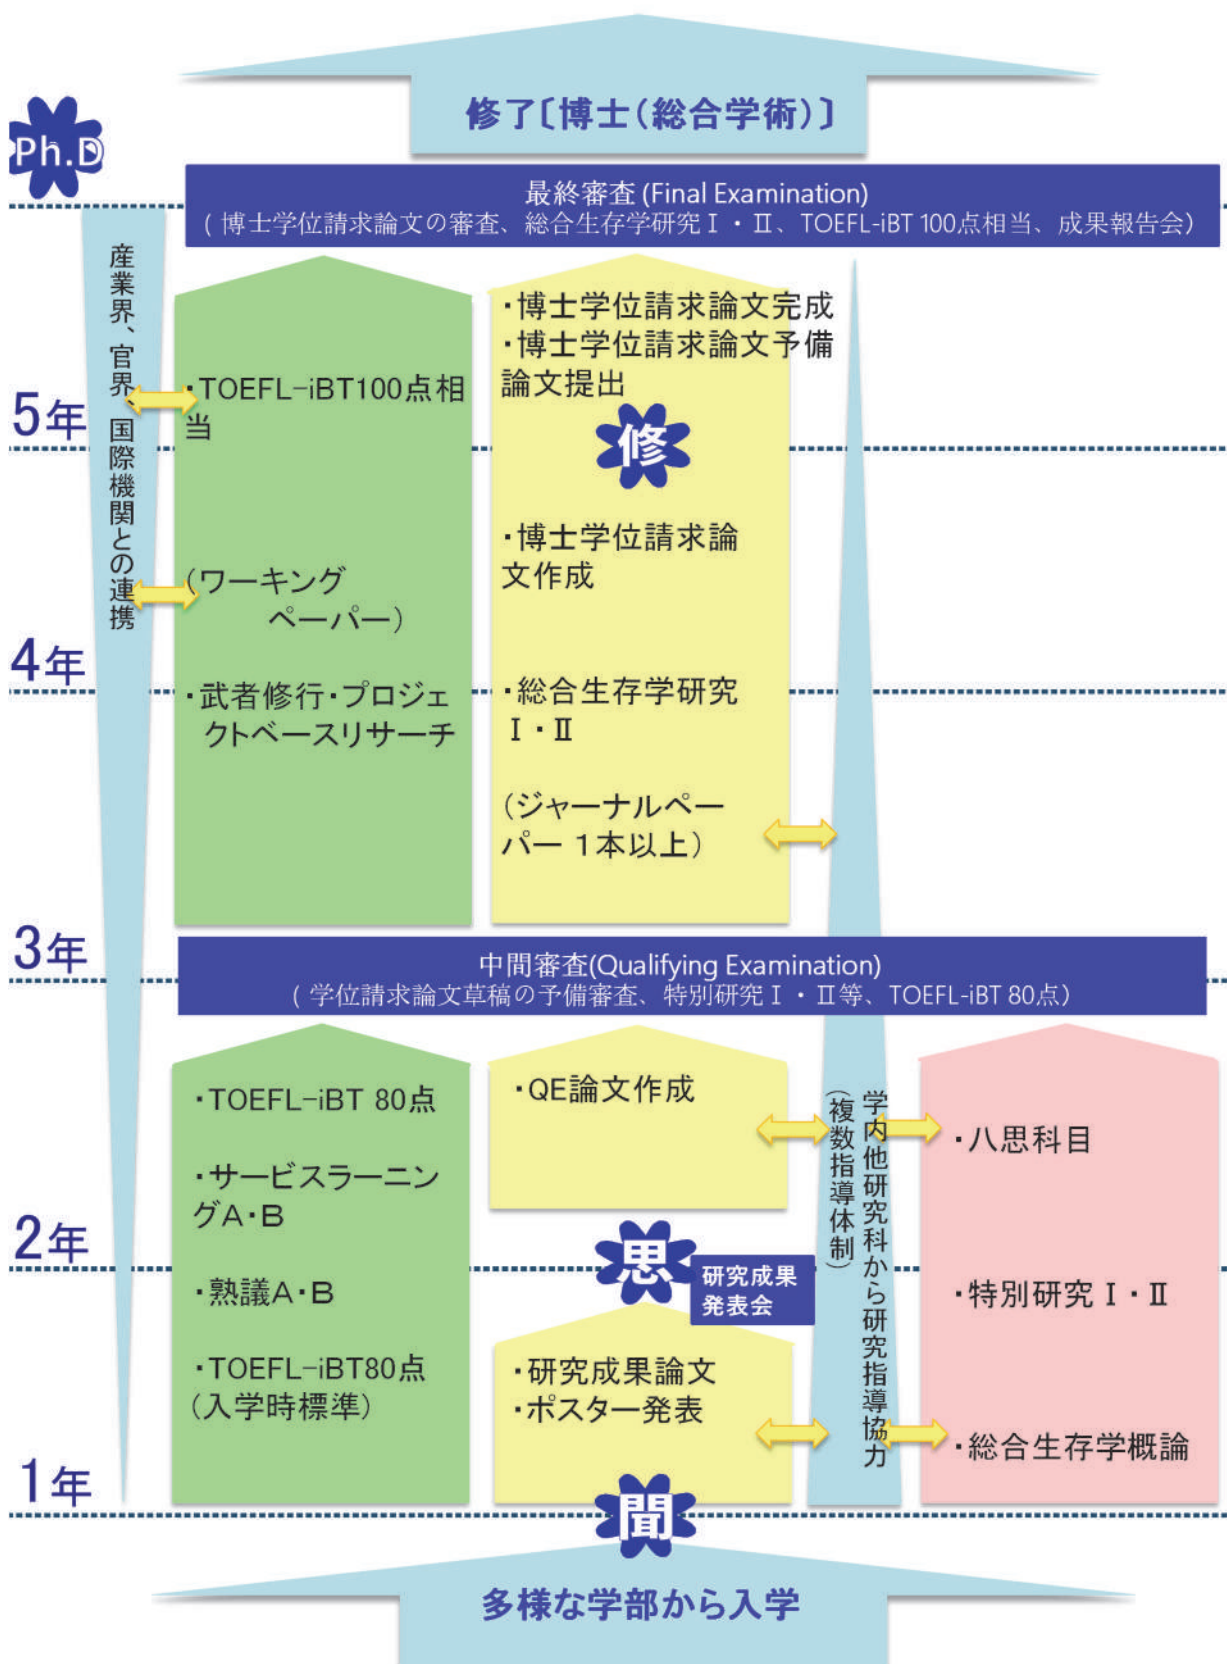 修了〔博士（総合学術）〕
Ph.D
最終審査 (Final Examination)
( 博士学位請求論文の審査、総合生存学研究Ⅰ・Ⅱ、TOEFL-iBT 100点相当、成果報告会)
産業界、官界、国際機関との連携
・博士学位請求論文完成
・博士学位請求論文予備
論文提出
5年
・TOEFL-iBT100点相
当
修
・博士学位請求論
文作成
(ワーキング
ペーパー)
4年
・武者修行・プロジェ
クトベースリサーチ
・総合生存学研究
Ⅰ・Ⅱ
(ジャーナルペー
パー 1本以上)
3年
中間審査(Qualifying Examination)
( 学位請求論文草稿の予備審査、特別研究Ⅰ・Ⅱ等、TOEFL-iBT 80点)
・TOEFL-iBT 80点
・サービスラーニン
グA・B
・熟議A・B
・TOEFL-iBT80点
(入学時標準)
・QE論文作成
2年
思
研究成果
発表会
・研究成果論文
・ポスター発表
学内他研究科から研究指導協力
(複数指導体制)
・八思科目
・特別研究Ⅰ・Ⅱ
・総合生存学概論
1年
聞
多様な学部から入学